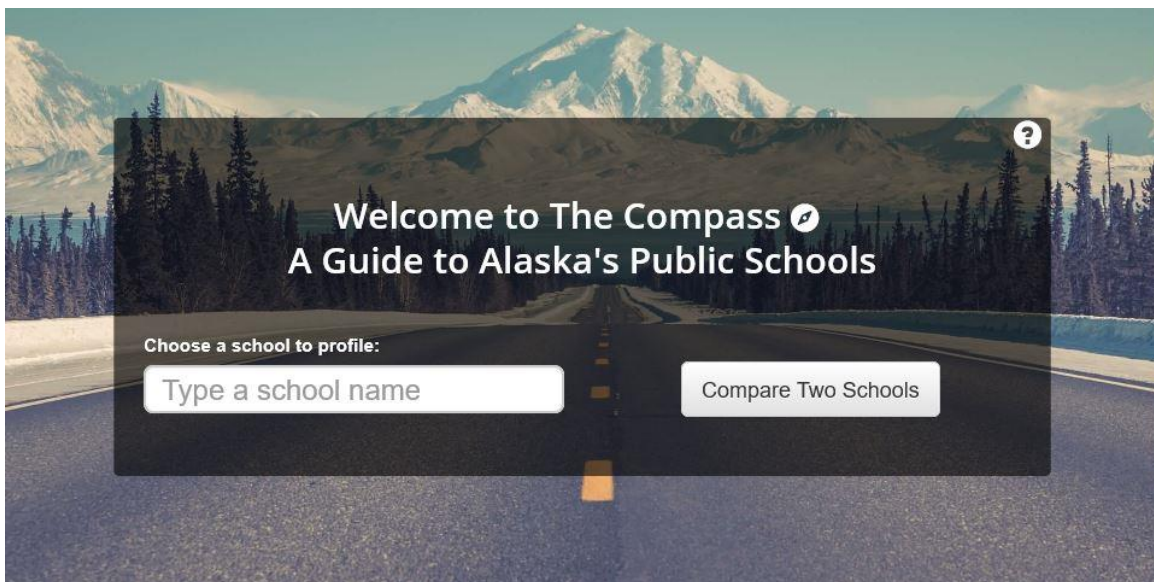 ?
Welcome to The Compass
A Guide to Alaska's Public Schools
Choose a school to profile:
Type a school name
Compare Two Schools